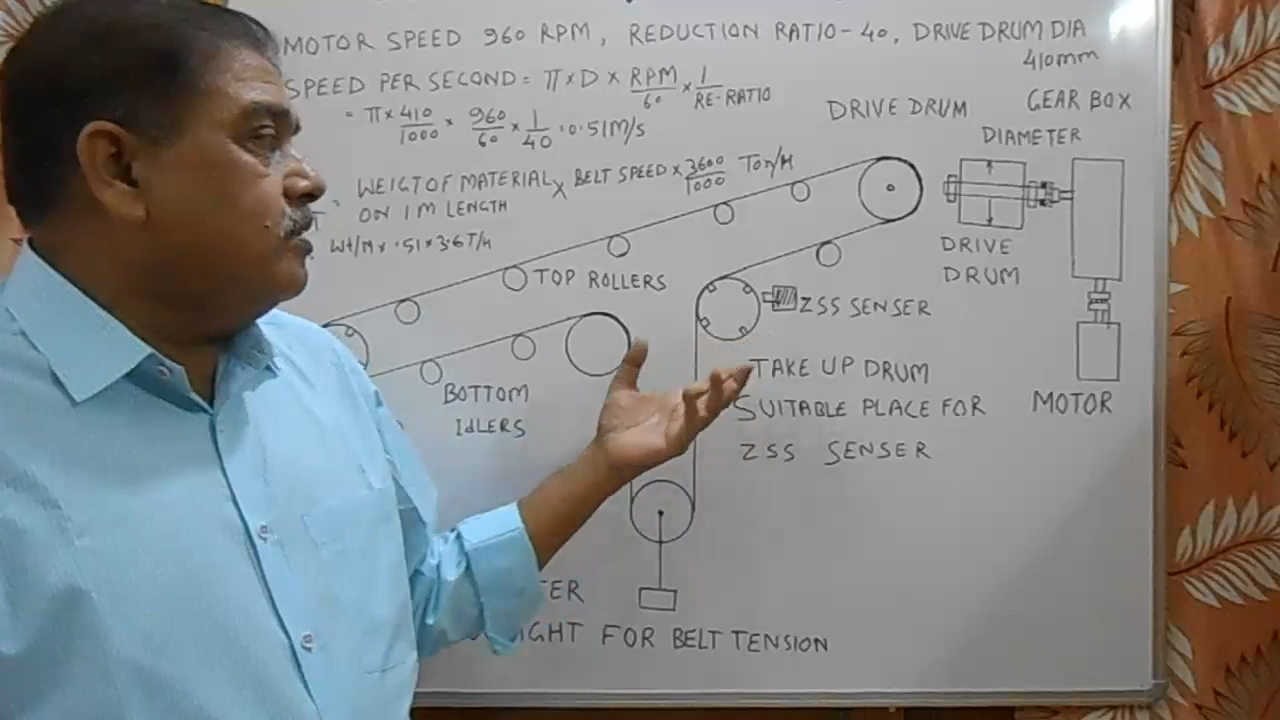 MOTOR SPEED 960 RPM, REDUCTION RATIO-40, DRIVE DRUM DIA
410mm
SPEED PER SECOND = π×D× RPM/60 × 1/RE-RATIO
= π×410/1000 × 960/60 × 1/40 = 0.51M/S
WEIGT OF MATERIAL ON 1M LENGTH × BELT SPEED × 3600/1000 Ton/H
Wt/M × .51×3.6T/H
DRIVE DRUM
GEAR BOX
DIAMETER
DRIVE
DRUM
TOP ROLLERS
ZSS SENSER
BOTTOM
IdLERS
TAKE UP DRUM
SUITABLE PLACE FOR
ZSS SENSER
MOTOR
FOR BELT TENSION